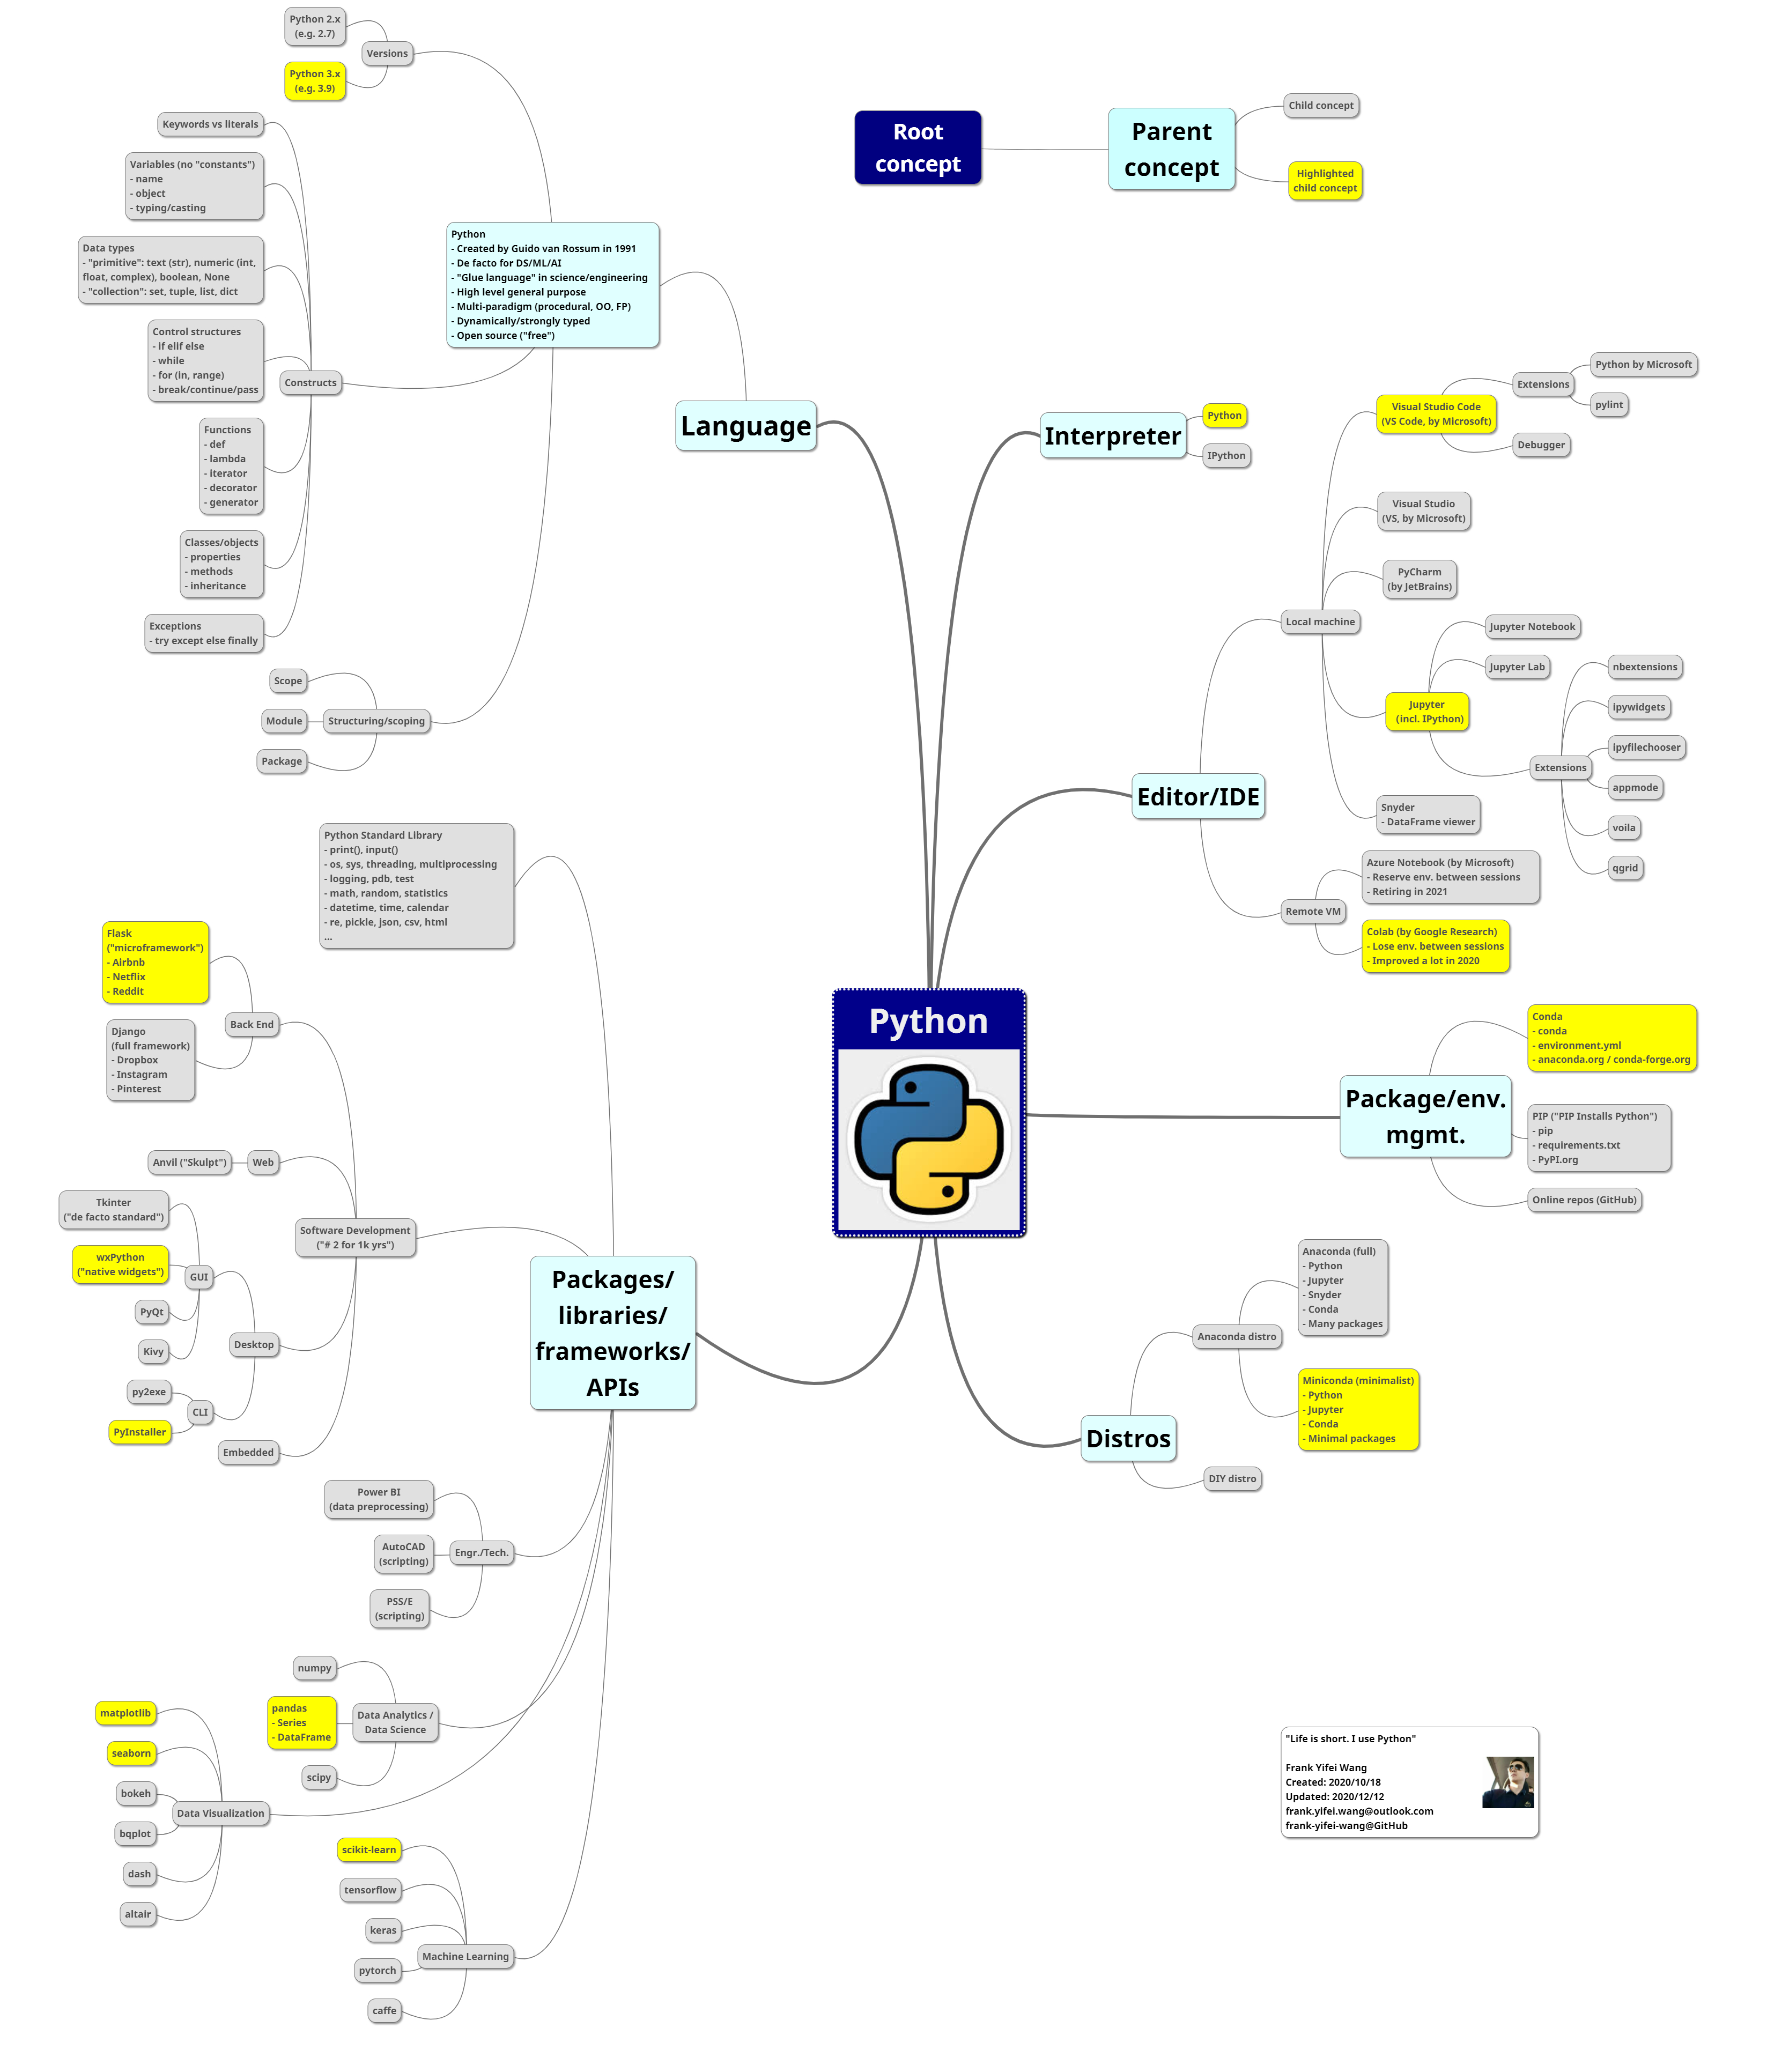 Root
concept
Parent
concept
Child concept
Highlighted
child concept
Python
Language
Python
- Created by Guido van Rossum in 1991
- De facto for DS/ML/AI
- "Glue language" in science/engineering
- High level general purpose
- Multi-paradigm (procedural, OO, FP)
- Dynamically/strongly typed
- Open source ("free")
Versions
Python 2.x
(e.g. 2.7)
Python 3.x
(e.g. 3.9)
Constructs
Keywords vs literals
Variables (no "constants")
- name
- object
- typing/casting
Data types
- "primitive": text (str), numeric (int,
float, complex), boolean, None
- "collection": set, tuple, list, dict
Control structures
- if elif else
- while
- for (in, range)
- break/continue/pass
Functions
- def
- lambda
- iterator
- decorator
- generator
Classes/objects
- properties
- methods
- inheritance
Exceptions
- try except else finally
Structuring/scoping
Scope
Module
Package
Interpreter
Python
IPython
Editor/IDE
Local machine
Visual Studio Code
(VS Code, by Microsoft)
Extensions
Python by Microsoft
pylint
Debugger
Visual Studio
(VS, by Microsoft)
PyCharm
(by JetBrains)
Jupyter
(incl. IPython)
Jupyter Notebook
Jupyter Lab
Extensions
nbextensions
ipywidgets
ipyfilechooser
appmode
voila
qgrid
Snyder
- DataFrame viewer
Remote VM
Azure Notebook (by Microsoft)
- Reserve env. between sessions
- Retiring in 2021
Colab (by Google Research)
- Lose env. between sessions
- Improved a lot in 2020
Package/env.
mgmt.
Conda
- conda
- environment.yml
- anaconda.org / conda-forge.org
PIP ("PIP Installs Python")
- pip
- requirements.txt
- PyPI.org
Online repos (GitHub)
Distros
Anaconda distro
Anaconda (full)
- Python
- Jupyter
- Snyder
- Conda
- Many packages
Miniconda (minimalist)
- Python
- Jupyter
- Conda
- Minimal packages
DIY distro
Packages/
libraries/
frameworks/
APIs
Python Standard Library
- print(), input()
- os, sys, threading, multiprocessing
- logging, pdb, test
- math, random, statistics
- datetime, time, calendar
- re, pickle, json, csv, html
...
Software Development
("# 2 for 1k yrs")
Back End
Flask
("microframework")
- Airbnb
- Netflix
- Reddit
Django
(full framework)
- Dropbox
- Instagram
- Pinterest
Web
Anvil ("Skulpt")
Desktop
GUI
Tkinter
("de facto standard")
wxPython
("native widgets")
PyQt
Kivy
CLI
py2exe
PyInstaller
Embedded
Engr./Tech.
Power BI
(data preprocessing)
AutoCAD
(scripting)
PSS/E
(scripting)
Data Analytics /
Data Science
numpy
pandas
- Series
- DataFrame
scipy
Data Visualization
matplotlib
seaborn
bokeh
bqplot
dash
altair
Machine Learning
scikit-learn
tensorflow
keras
pytorch
caffe
"Life is short. I use Python"
Frank Yifei Wang
Created: 2020/10/18
Updated: 2020/12/12
frank.yifei.wang@outlook.com
frank-yifei-wang@GitHub